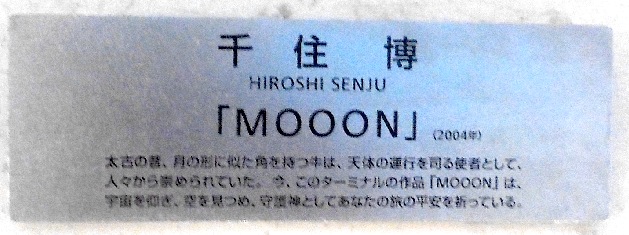 千住 博
HIROSHI SENJU
「MOOON」(2004年)
太古の昔、月の形に似た角を持つ牛は、天体の運行を司る使者として、
人々から崇められていた。今、このターミナルの作品「MOOON」は、
宇宙を仰ぎ、空を見つめ、守護神としてあなたの旅の平安を祈っている。